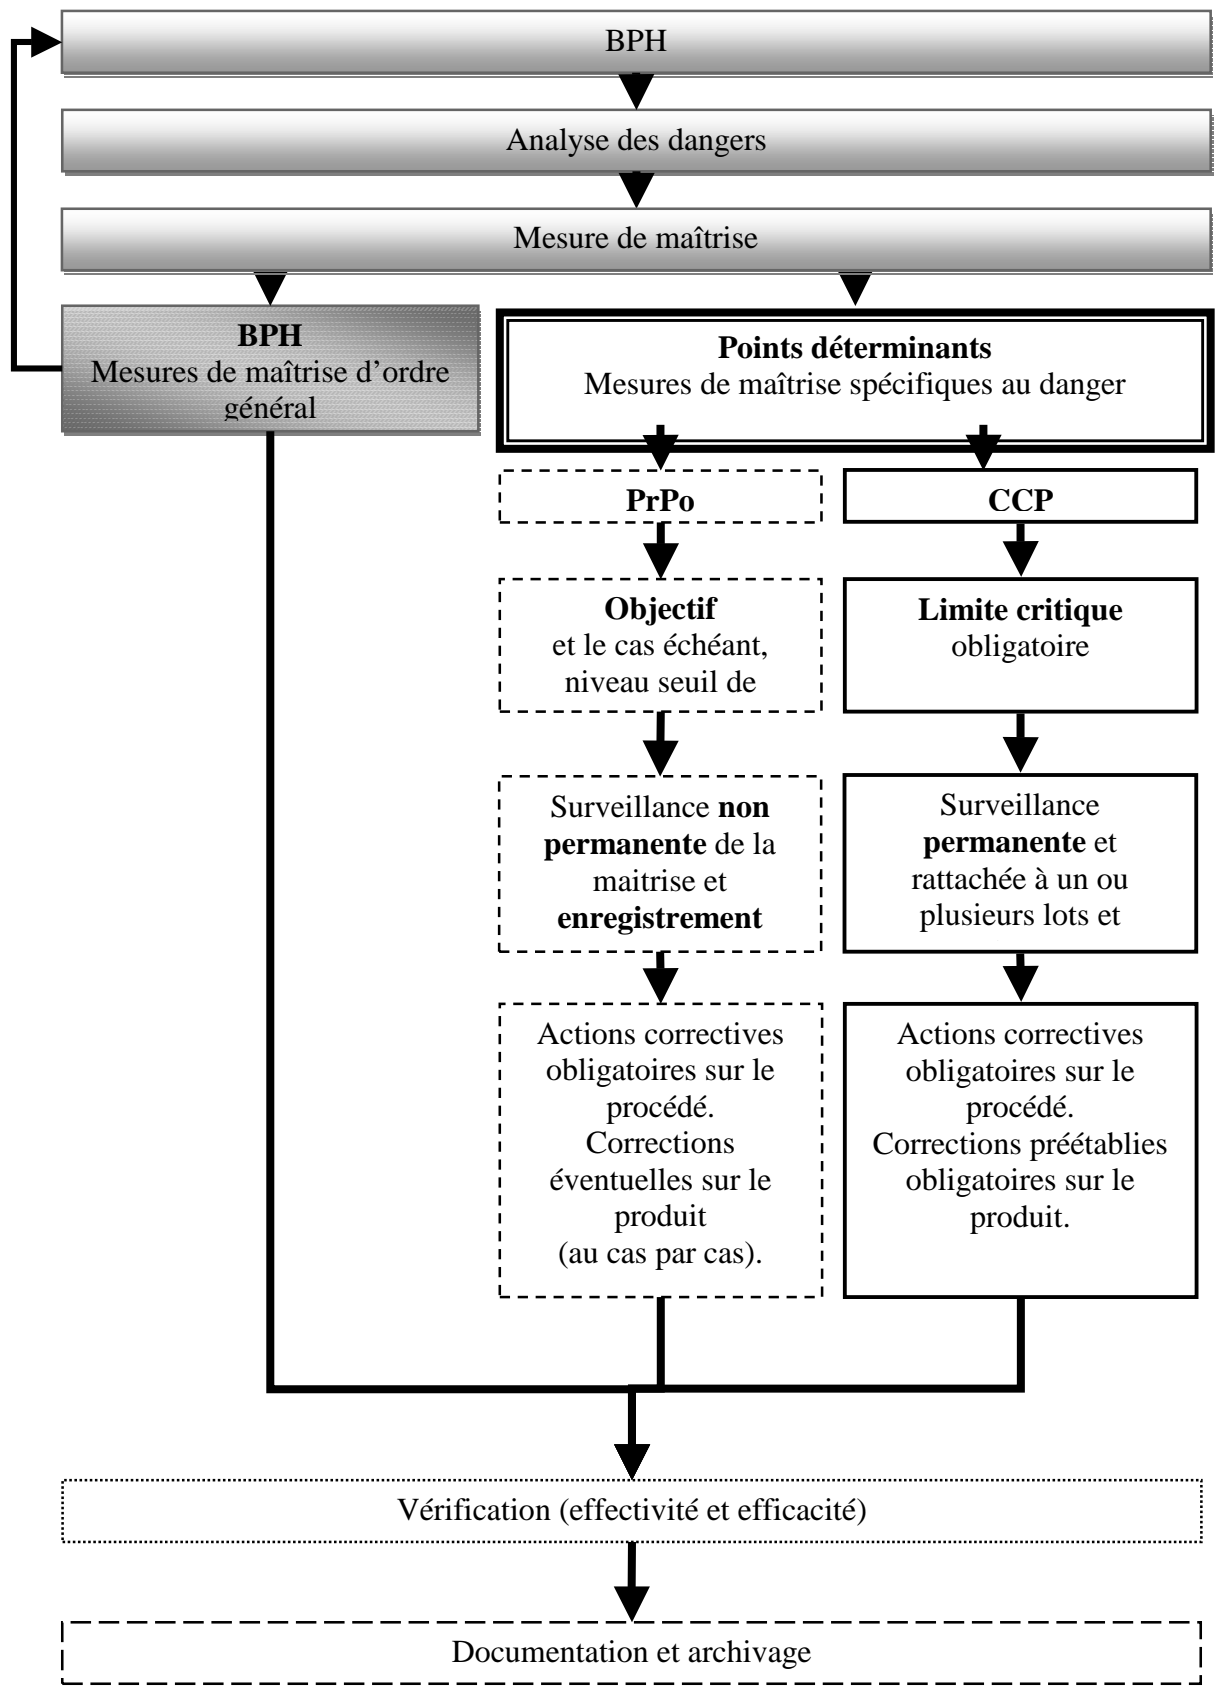 BPH
Analyse des dangers
Mesure de maîtrise
BPH
Mesures de maîtrise d’ordre
général
Points déterminants
Mesures de maîtrise spécifiques au danger
PrPo
CCP
Objectif
et le cas échéant,
niveau seuil de
Limite critique
obligatoire
Surveillance non
permanente de la
maitrise et
enregistrement
Surveillance
permanente et
rattachée à un ou
plusieurs lots et
Actions correctives
obligatoires sur le
procédé.
Corrections
éventuelles sur le
produit
(au cas par cas).
Actions correctives
obligatoires sur le
procédé.
Corrections préétablies
obligatoires sur le
produit.
Vérification (effectivité et efficacité)
Documentation et archivage